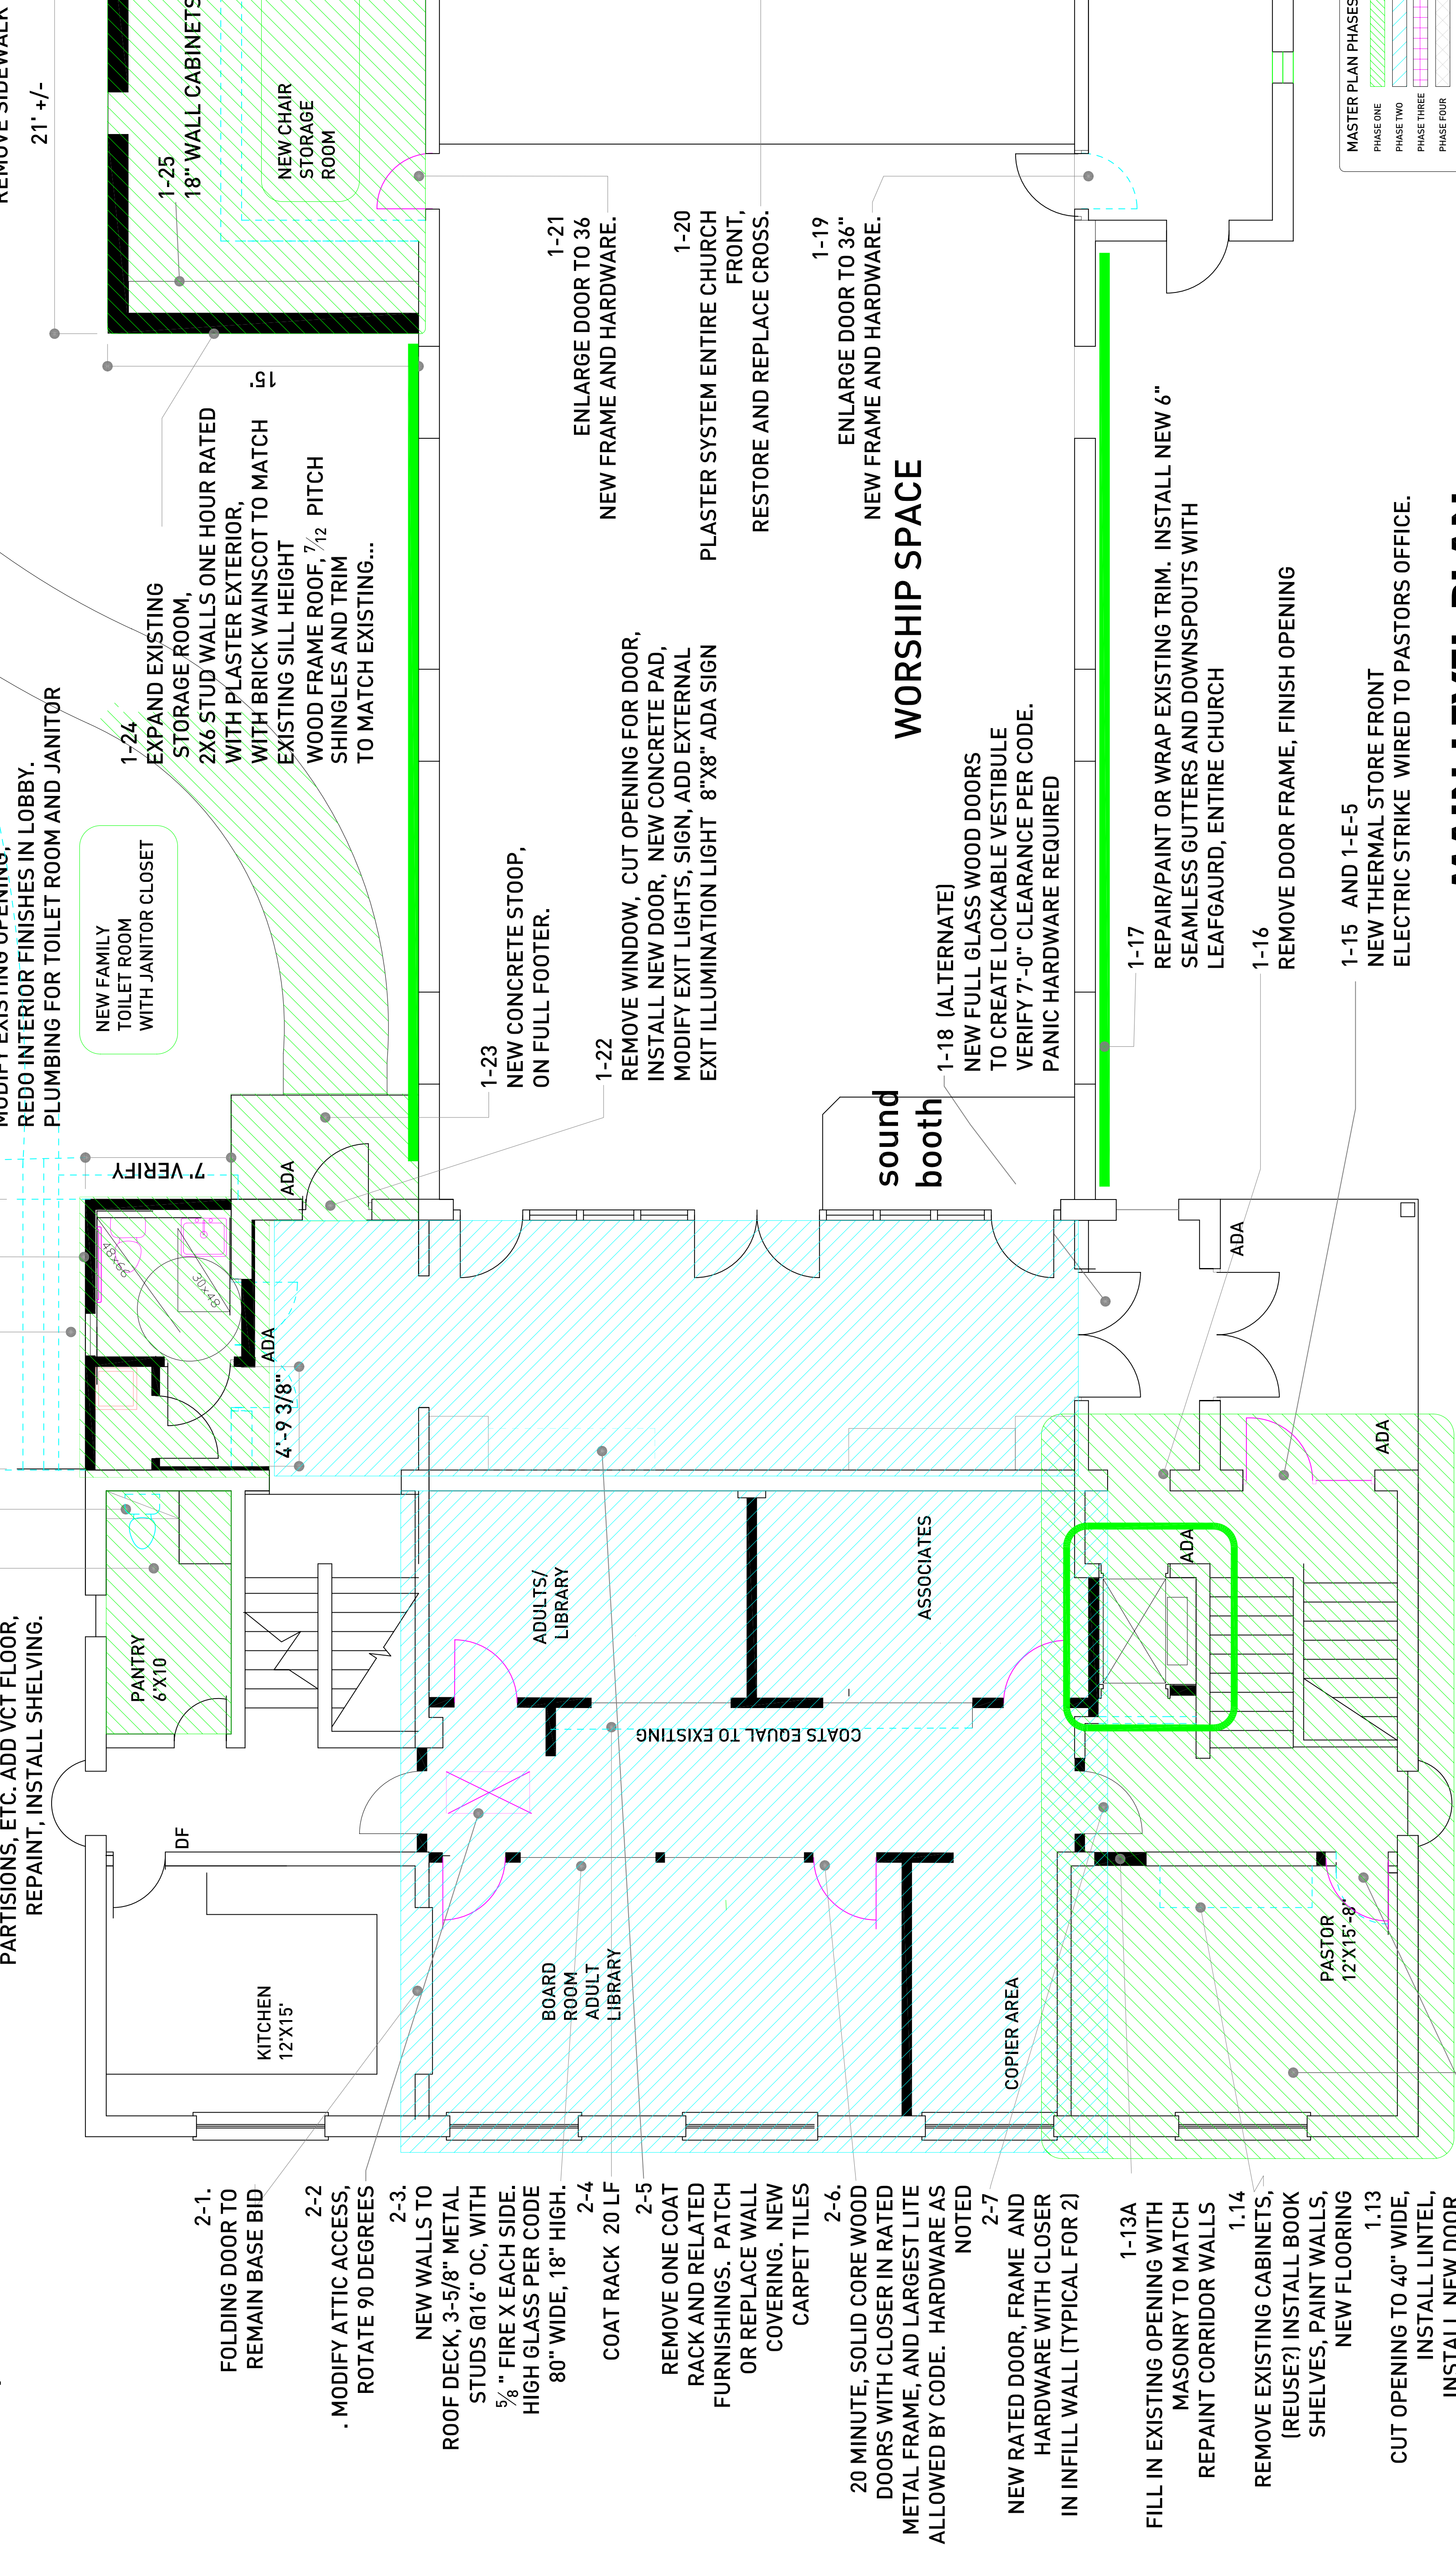 REMOVE SIDEWALK
21' +/-
1-25
18" WALL CABINETS
NEW CHAIR
STORAGE
ROOM
MASTER PLAN PHASES
PHASE ONE
PHASE TWO
PHASE THREE
PHASE FOUR
15'
1-21
ENLARGE DOOR TO 36
NEW FRAME AND HARDWARE.
1-20
PLASTER SYSTEM ENTIRE CHURCH
FRONT,
RESTORE AND REPLACE CROSS.
1-19
ENLARGE DOOR TO 36"
NEW FRAME AND HARDWARE.
1-24
EXPAND EXISTING
STORAGE ROOM,
2X6 STUD WALLS ONE HOUR RATED
WITH PLASTER EXTERIOR,
WITH BRICK WAINSCOT TO MATCH
EXISTING SILL HEIGHT
WOOD FRAME ROOF, 7/12 PITCH
SHINGLES AND TRIM
TO MATCH EXISTING...
WORSHIP SPACE
MODIFY EXISTING OPENING,
REDO INTERIOR FINISHES IN LOBBY.
PLUMBING FOR TOILET ROOM AND JANITOR
NEW FAMILY
TOILET ROOM
WITH JANITOR CLOSET
1-23
NEW CONCRETE STOOP,
ON FULL FOOTER.
1-22
REMOVE WINDOW, CUT OPENING FOR DOOR,
INSTALL NEW DOOR, NEW CONCRETE PAD,
MODIFY EXIT LIGHTS, SIGN, ADD EXTERNAL
EXIT ILLUMINATION LIGHT 8"X8" ADA SIGN
1-18 (ALTERNATE)
NEW FULL GLASS WOOD DOORS
TO CREATE LOCKABLE VESTIBULE
VERIFY 7'-0" CLEARANCE PER CODE.
PANIC HARDWARE REQUIRED
1-17
REPAIR/PAINT OR WRAP EXISTING TRIM. INSTALL NEW 6"
SEAMLESS GUTTERS AND DOWNSPOUTS WITH
LEAFGAURD, ENTIRE CHURCH
1-16
REMOVE DOOR FRAME, FINISH OPENING
1-15 AND 1-E-5
NEW THERMAL STORE FRONT
ELECTRIC STRIKE WIRED TO PASTORS OFFICE.
MAIN LEVEL PLAN
sound
booth
7' VERIFY
ADA
48x66
30x48
ADA
4'-9 3/8"
ADA
ADA
ADA
PARTISIONS, ETC. ADD VCT FLOOR,
REPAINT, INSTALL SHELVING.
PANTRY
6'X10
ADULTS/
LIBRARY
ASSOCIATES
COATS EQUAL TO EXISTING
DF
KITCHEN
12'X15'
BOARD
ROOM
ADULT
LIBRARY
COPIER AREA
PASTOR
12'X15'-8"
2-1.
FOLDING DOOR TO
REMAIN BASE BID
2-2
. MODIFY ATTIC ACCESS,
ROTATE 90 DEGREES
2-3.
NEW WALLS TO
ROOF DECK, 3-5/8" METAL
STUDS @16" OC, WITH
5/8 " FIRE X EACH SIDE.
HIGH GLASS PER CODE
80" WIDE, 18" HIGH.
2-4
COAT RACK 20 LF
2-5
REMOVE ONE COAT
RACK AND RELATED
FURNISHINGS. PATCH
OR REPLACE WALL
COVERING. NEW
CARPET TILES
2-6.
20 MINUTE, SOLID CORE WOOD
DOORS WITH CLOSER IN RATED
METAL FRAME, AND LARGEST LITE
ALLOWED BY CODE. HARDWARE AS
NOTED
2-7
NEW RATED DOOR, FRAME AND
HARDWARE WITH CLOSER
IN INFILL WALL (TYPICAL FOR 2)
1-13A
FILL IN EXISTING OPENING WITH
MASONRY TO MATCH
REPAINT CORRIDOR WALLS
1.14
REMOVE EXISTING CABINETS,
(REUSE?) INSTALL BOOK
SHELVES, PAINT WALLS,
NEW FLOORING
1.13
CUT OPENING TO 40" WIDE,
INSTALL LINTEL,
INSTALL NEW DOOR